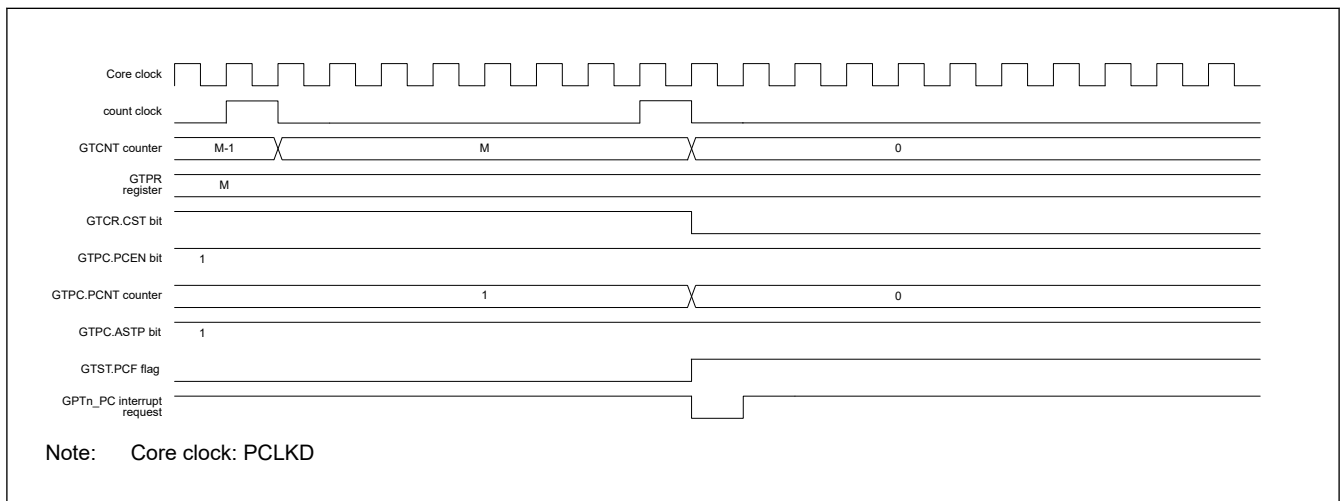 Core clock
count clock
GTCNT counter M-1 M 0
GTPR
register
M
GTCR.CST bit
GTPC.PCEN bit 1
GTPC.PCNT counter 1 0
GTPC.ASTP bit 1
GTST.PCF flag
GPTn_PC interrupt
request
Note: Core clock: PCLKD